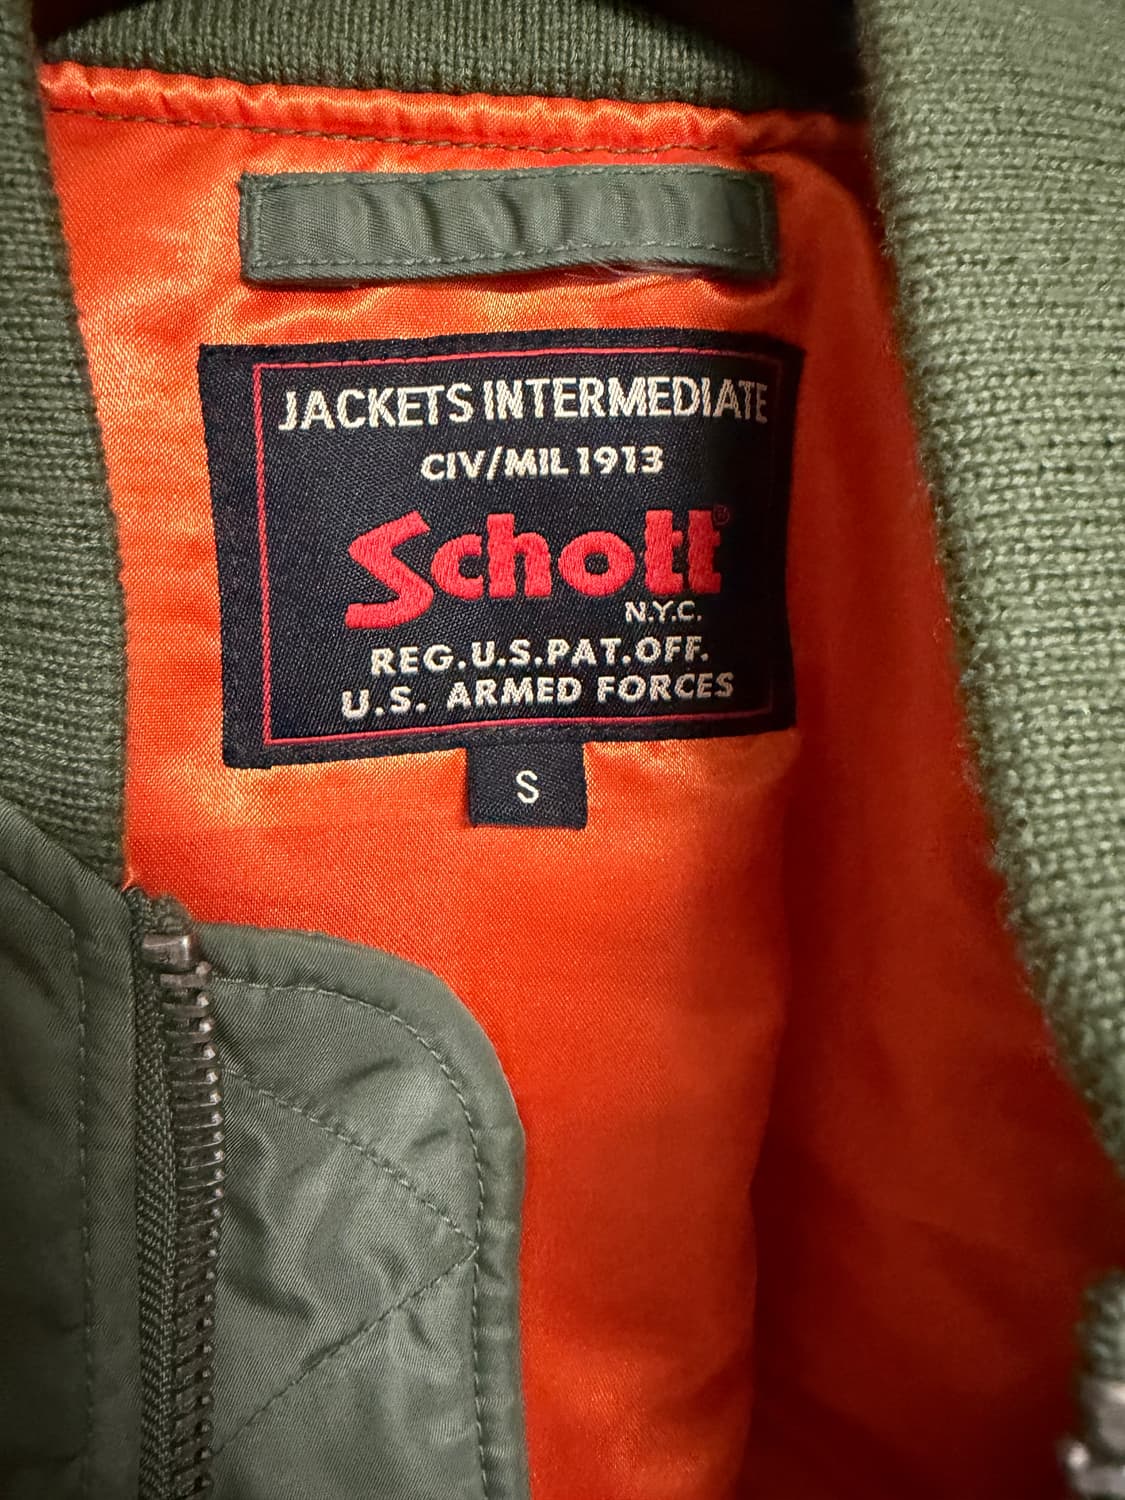 JACKETS INTERMEDIATE
CIV/MIL 1913
Schott®
N.Y.C.
REG.U.S.PAT.OFF.
U.S. ARMED FORCES
S